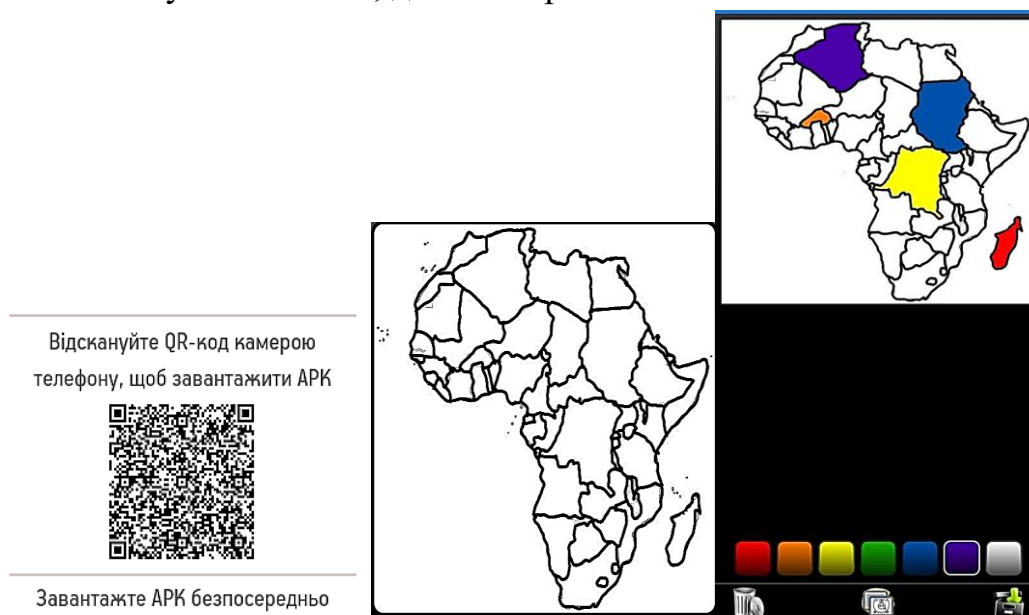 Відскануйте QR-код камерою
телефону, щоб завантажити APK
Завантажте APK безпосередньо